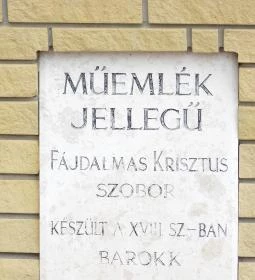 MŰEMLÉK
JELLEGŰ
FÁJDALMAS KRISZTUS
SZOBOR
KÉSZÜLT A XVIII SZ-BAN
BAROKK